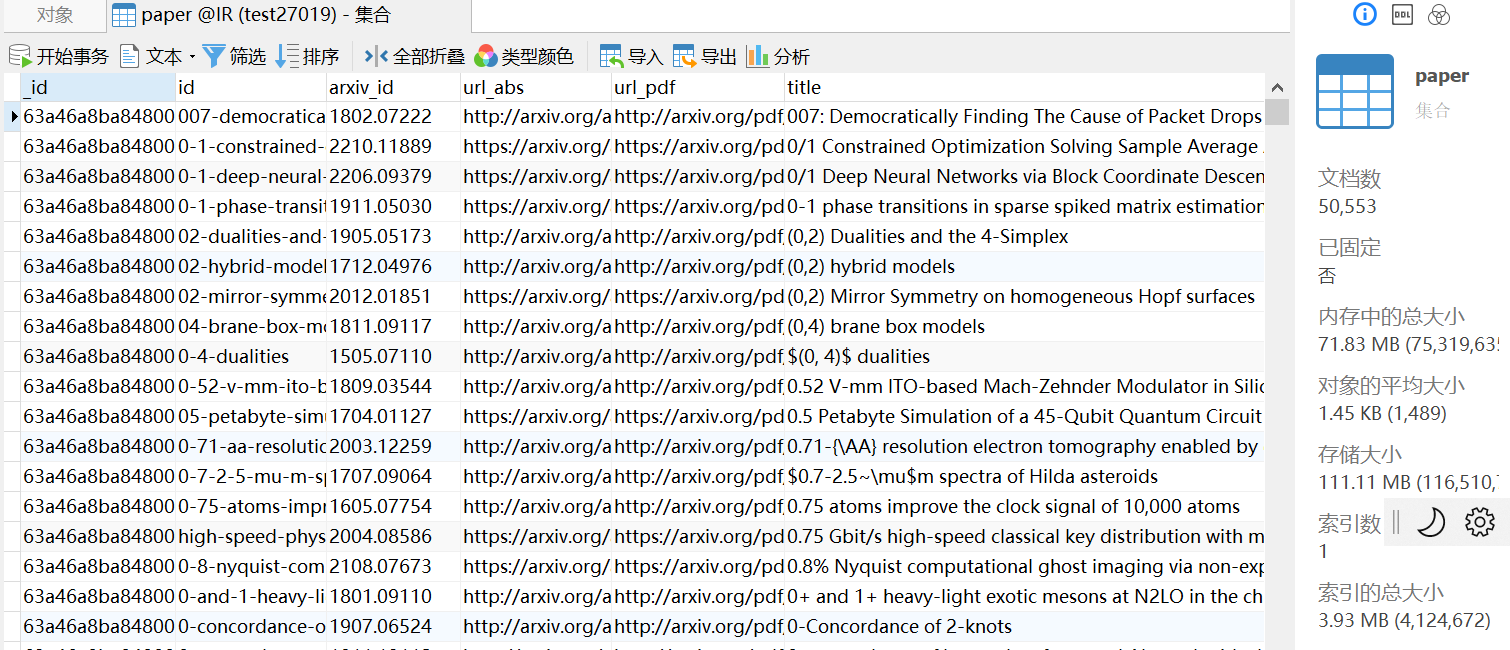 对象
paper @IR (test27019) - 集合
开始事务 文本 筛选 排序 全部折叠 类型颜色 导入 导出 分析
_id id arxiv_id url_abs url_pdf title
63a46a8ba84800 007-democratica 1802.07222 http://arxiv.org/a http://arxiv.org/pdf 007: Democratically Finding The Cause of Packet Drops
63a46a8ba84800 0-1-constrained- 2210.11889 https://arxiv.org/ https://arxiv.org/pd 0/1 Constrained Optimization Solving Sample Average
63a46a8ba84800 0-1-deep-neural- 2206.09379 https://arxiv.org/ https://arxiv.org/pd 0/1 Deep Neural Networks via Block Coordinate Descen
63a46a8ba84800 0-1-phase-transit 1911.05030 https://arxiv.org/ https://arxiv.org/pd 0-1 phase transitions in sparse spiked matrix estimation
63a46a8ba84800 02-dualities-and- 1905.05173 http://arxiv.org/a http://arxiv.org/pdf (0,2) Dualities and the 4-Simplex
63a46a8ba84800 02-hybrid-model 1712.04976 http://arxiv.org/a http://arxiv.org/pdf (0,2) hybrid models
63a46a8ba84800 02-mirror-symme 2012.01851 https://arxiv.org/ https://arxiv.org/pd (0,2) Mirror Symmetry on homogeneous Hopf surfaces
63a46a8ba84800 04-brane-box-mo 1811.09117 http://arxiv.org/a http://arxiv.org/pdf (0,4) brane box models
63a46a8ba84800 0-4-dualities 1505.07110 http://arxiv.org/a http://arxiv.org/pdf $(0, 4)$ dualities
63a46a8ba84800 0-52-v-mm-ito-b 1809.03544 http://arxiv.org/a http://arxiv.org/pdf 0.52 V-mm ITO-based Mach-Zehnder Modulator in Silic
63a46a8ba84800 05-petabyte-sim 1704.01127 https://arxiv.org/ https://arxiv.org/pd 0.5 Petabyte Simulation of a 45-Qubit Quantum Circuit
63a46a8ba84800 0-71-aa-resolutic 2003.12259 http://arxiv.org/a http://arxiv.org/pdf 0.71-{\AA} resolution electron tomography enabled by
63a46a8ba84800 0-7-2-5-mu-m-s 1707.09064 http://arxiv.org/a http://arxiv.org/pdf $0.7-2.5~\mu$m spectra of Hilda asteroids
63a46a8ba84800 0-75-atoms-impr 1605.07754 http://arxiv.org/a http://arxiv.org/pdf 0.75 atoms improve the clock signal of 10,000 atoms
63a46a8ba84800 high-speed-phys 2004.08586 http://arxiv.org/a http://arxiv.org/pdf 0.75 Gbit/s high-speed classical key distribution with m
63a46a8ba84800 0-8-nyquist-com 2108.07673 https://arxiv.org/ https://arxiv.org/pd 0.8% Nyquist computational ghost imaging via non-exp
63a46a8ba84800 0-and-1-heavy-li 1801.09110 http://arxiv.org/a http://arxiv.org/pdf 0+ and 1+ heavy-light exotic mesons at N2LO in the ch
63a46a8ba84800 0-concordance-o 1907.06524 http://arxiv.org/a http://arxiv.org/pdf 0-Concordance of 2-knots
DDL
paper
集合
文档数
50,553
已固定
否
内存中的总大小
71.83 MB (75,319,635
对象的平均大小
1.45 KB (1,489)
存储大小
111.11 MB (116,510,
索引数
1
索引的总大小
3.93 MB (4,124,672)